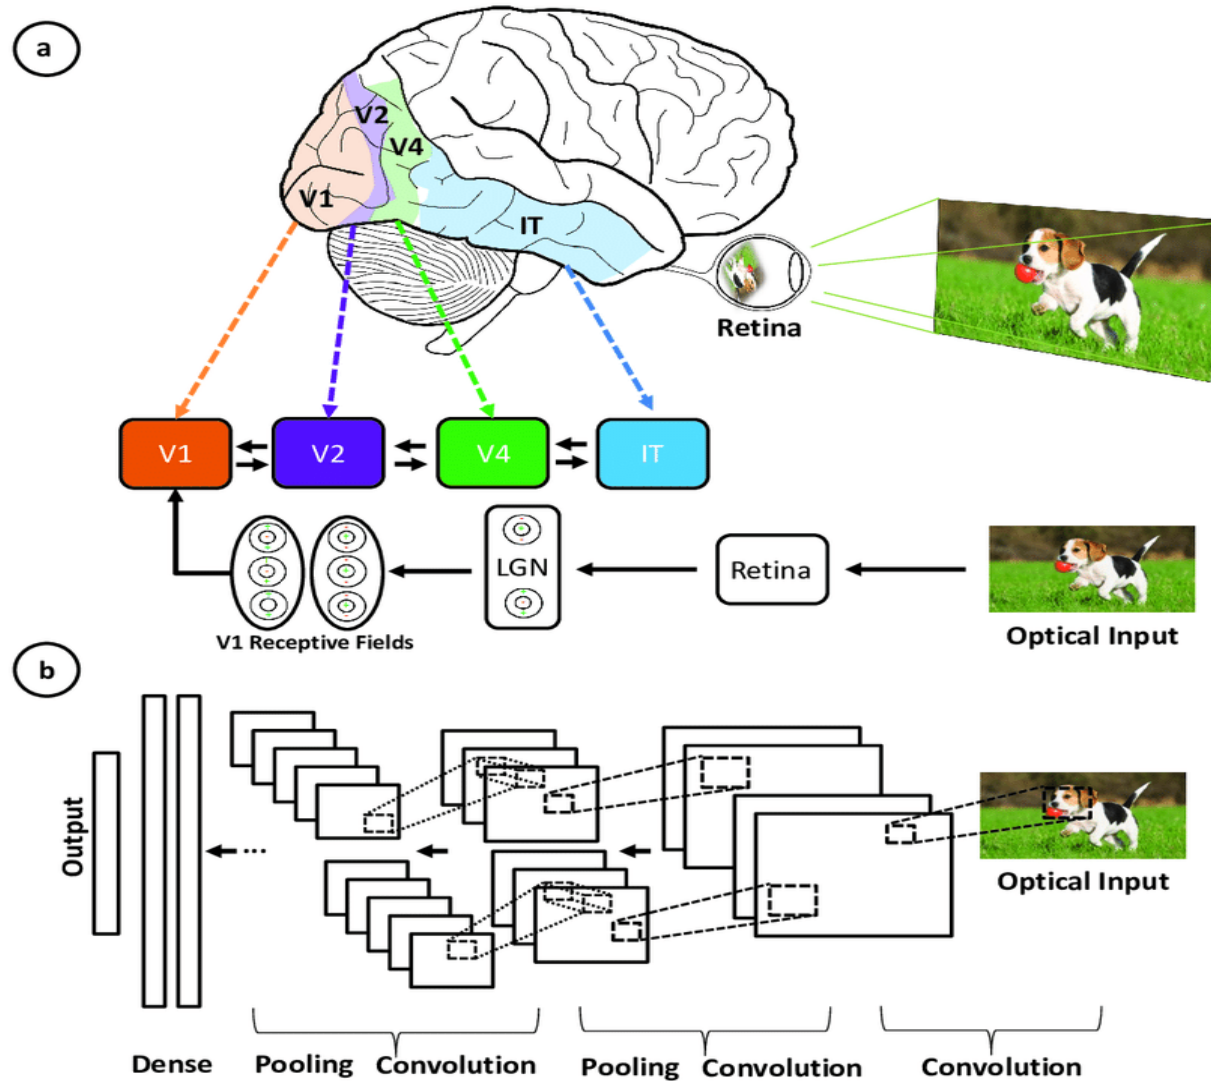 a
V2
V4
V1
IT
Retina
V1
V2
V4
IT
LGN
Retina
V1 Receptive Fields
Optical Input
b
Output
...
Optical Input
Dense
Pooling
Convolution
Pooling
Convolution
Convolution